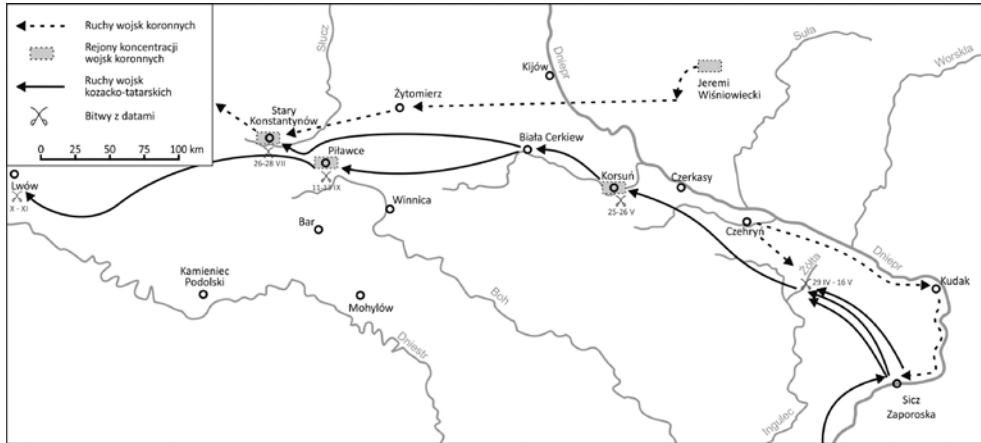 Ruchy wojsk koronnych
Rejony koncentracji
wojsk koronnych
Ruchy wojsk
kozacko-tatarskich
Bitwy z datami
0 25 50 100 km
Słucz
Dniepr
Suła
Worskla
Kijów
Jeremi
Wiśniowiecki
Żytomierz
Stary
Konstantynów
26-28 VII
Biała Cerkiew
Piławce
11-13 IX
Lwów
X - XI
Korsuń
25-26 V
Czerkasy
Winnica
Bar
Czehryń
Żółta
29 IV - 16 V
Dniepr
Kudak
Kamieniec
Podolski
Mohylów
Boh
Dniestr
Ingulec
Sicz
Zaporoska